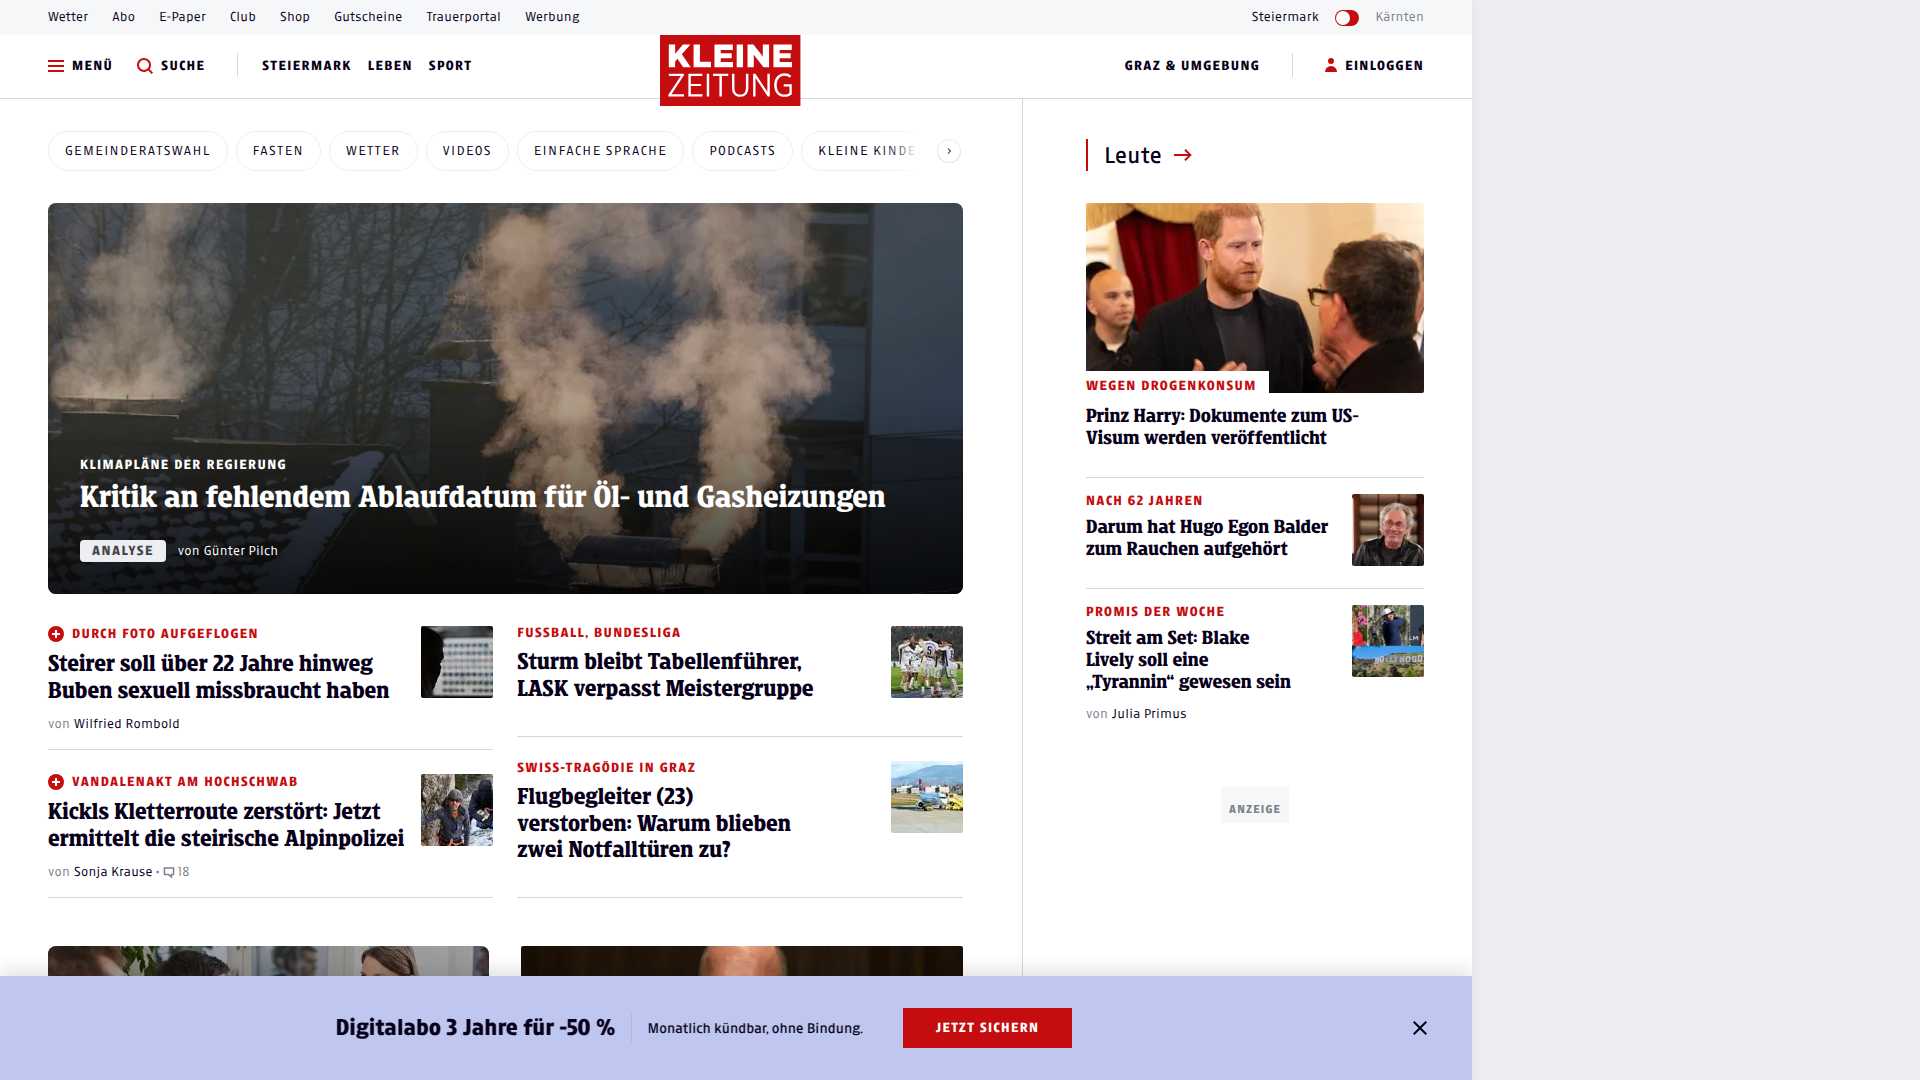 Wetter Abo E-Paper Club Shop Gutscheine Trauerportal Werbung Steiermark Kärnten
MENÜ SUCHE STEIERMARK LEBEN SPORT KLEINE ZEITUNG GRAZ & UMGEBUNG EINLOGGEN
GEMEINDERATSWAHL FASTEN WETTER VIDEOS EINFACHE SPRACHE PODCASTS KLEINE KINDE
KLIMAPLÄNE DER REGIERUNG
Kritik an fehlendem Ablaufdatum für Öl- und Gasheizungen
ANALYSE von Günter Pilch
DURCH FOTO AUFGEFLOGEN
Steirer soll über 22 Jahre hinweg
Buben sexuell missbraucht haben
von Wilfried Rombold
VANDALENAKT AM HOCHSCHWAB
Kickls Kletterroute zerstört: Jetzt
ermittelt die steirische Alpinpolizei
von Sonja Krause • 18
FUSSBALL, BUNDESLIGA
Sturm bleibt Tabellenführer,
LASK verpasst Meistergruppe
SWISS-TRAGÖDIE IN GRAZ
Flugbegleiter (23)
verstorben: Warum blieben
zwei Notfalltüren zu?
Leute
WEGEN DROGENKONSUM
Prinz Harry: Dokumente zum US-
Visum werden veröffentlicht
NACH 62 JAHREN
Darum hat Hugo Egon Balder
zum Rauchen aufgehört
PROMIS DER WOCHE
Streit am Set: Blake
Lively soll eine
„Tyrannin“ gewesen sein
von Julia Primus
ANZEIGE
Digitalabo 3 Jahre für -50 % Monatlich kündbar, ohne Bindung. JETZT SICHERN